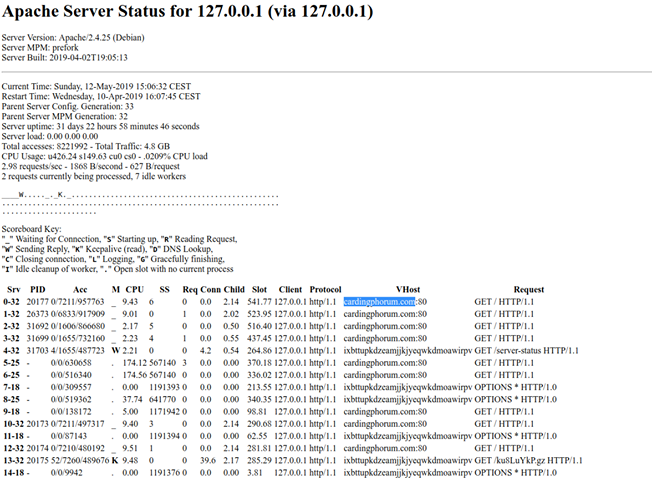 Apache Server Status for 127.0.0.1 (via 127.0.0.1)
Server Version: Apache/2.4.25 (Debian)
Server MPM: prefork
Server Built: 2019-04-02T19:05:13
Current Time: Sunday, 12-May-2019 15:06:32 CEST
Restart Time: Wednesday, 10-Apr-2019 16:07:45 CEST
Parent Server Config. Generation: 33
Parent Server MPM Generation: 32
Server uptime: 31 days 22 hours 58 minutes 46 seconds
Server load: 0.00 0.00 0.00
Total accesses: 8221992 - Total Traffic: 4.8 GB
CPU Usage: u426.24 s149.63 cu0 cs0 - .0209% CPU load
2.98 requests/sec - 1868 B/second - 627 B/request
2 requests currently being processed, 7 idle workers
____W....._._K._................................................
................................................................
......................
Scoreboard Key:
"_" Waiting for Connection, "S" Starting up, "R" Reading Request,
"W" Sending Reply, "K" Keepalive (read), "D" DNS Lookup,
"C" Closing connection, "L" Logging, "G" Gracefully finishing,
"I" Idle cleanup of worker, "." Open slot with no current process
Srv PID Acc M CPU SS Req Conn Child Slot Client Protocol VHost Request
0-32 20177 0/7211/957763 _ 9.43 6 0 0.0 2.14 541.77 127.0.0.1 http/1.1 cardingphorum.com:80 GET / HTTP/1.1
1-32 26373 0/6833/917909 _ 9.01 0 1 0.0 2.02 523.95 127.0.0.1 http/1.1 cardingphorum.com:80 GET / HTTP/1.1
2-32 31692 0/1606/866680 _ 2.17 5 0 0.0 0.50 516.40 127.0.0.1 http/1.1 cardingphorum.com:80 GET / HTTP/1.1
3-32 31699 0/1655/732160 _ 2.23 4 1 0.0 0.55 437.45 127.0.0.1 http/1.1 cardingphorum.com:80 GET / HTTP/1.1
4-32 31703 4/1655/487723 W 2.21 0 0 4.2 0.54 264.86 127.0.0.1 http/1.1 ixbttupkdzeamjjkjyeqwkdmoawirpv GET /server-status HTTP/1.1
5-25 - 0/0/630658 . 174.12 567140 3 0.0 0.00 370.18 127.0.0.1 http/1.1 cardingphorum.com:80 GET / HTTP/1.1
6-25 - 0/0/516340 . 174.56 567140 0 0.0 0.00 336.02 127.0.0.1 http/1.1 cardingphorum.com:80 GET / HTTP/1.1
7-18 - 0/0/309557 . 0.00 1191393 0 0.0 0.00 213.55 127.0.0.1 http/1.1 ixbttupkdzeamjjkjyeqwkdmoawirpv OPTIONS * HTTP/1.0
8-25 - 0/0/519362 . 37.74 641770 0 0.0 0.00 340.35 127.0.0.1 http/1.1 ixbttupkdzeamjjkjyeqwkdmoawirpv OPTIONS * HTTP/1.0
9-18 - 0/0/138172 . 5.00 1171942 0 0.0 0.00 98.81 127.0.0.1 http/1.1 cardingphorum.com:80 GET / HTTP/1.1
10-32 20173 0/7211/497317 _ 9.40 3 0 0.0 2.14 290.68 127.0.0.1 http/1.1 cardingphorum.com:80 GET / HTTP/1.1
11-18 - 0/0/87143 . 0.00 1191394 0 0.0 0.00 62.55 127.0.0.1 http/1.1 ixbttupkdzeamjjkjyeqwkdmoawirpv OPTIONS * HTTP/1.0
12-32 20174 0/7210/480192 _ 9.51 1 0 0.0 2.14 281.81 127.0.0.1 http/1.1 cardingphorum.com:80 GET / HTTP/1.1
13-32 20175 52/7260/489676 K 9.48 0 0 39.6 2.17 285.29 127.0.0.1 http/1.1 ixbttupkdzeamjjkjyeqwkdmoawirpv GET /ku8LuYkP.gz HTTP/1.1
14-18 - 0/0/9942 . 0.00 1191376 0 0.0 0.00 3.81 127.0.0.1 http/1.1 ixbttupkdzeamjjkjyeqwkdmoawirpv OPTIONS * HTTP/1.0